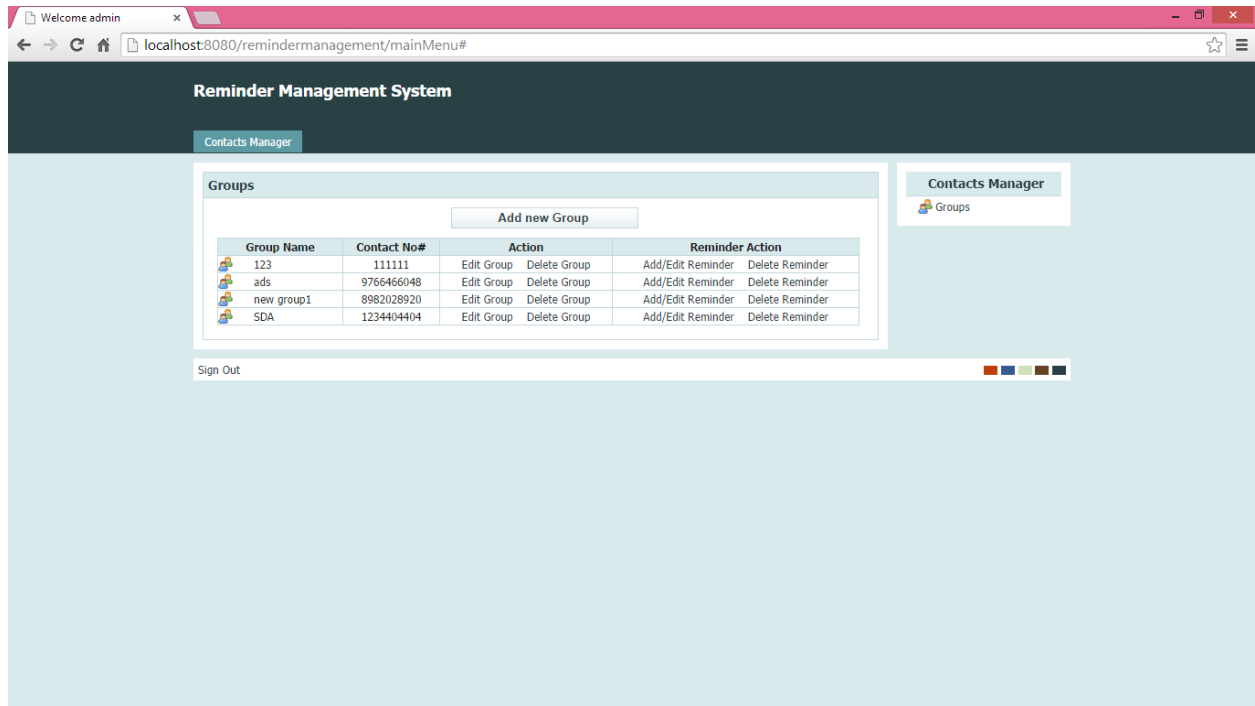 Welcome admin
localhost:8080/remindermanagement/mainMenu#
Reminder Management System
Contacts Manager
Groups
Add new Group
Group Name Contact No# Action Reminder Action
123 111111 Edit Group Delete Group Add/Edit Reminder Delete Reminder
ads 9766466048 Edit Group Delete Group Add/Edit Reminder Delete Reminder
new group1 8982028920 Edit Group Delete Group Add/Edit Reminder Delete Reminder
SDA 1234404404 Edit Group Delete Group Add/Edit Reminder Delete Reminder
Contacts Manager
Groups
Sign Out